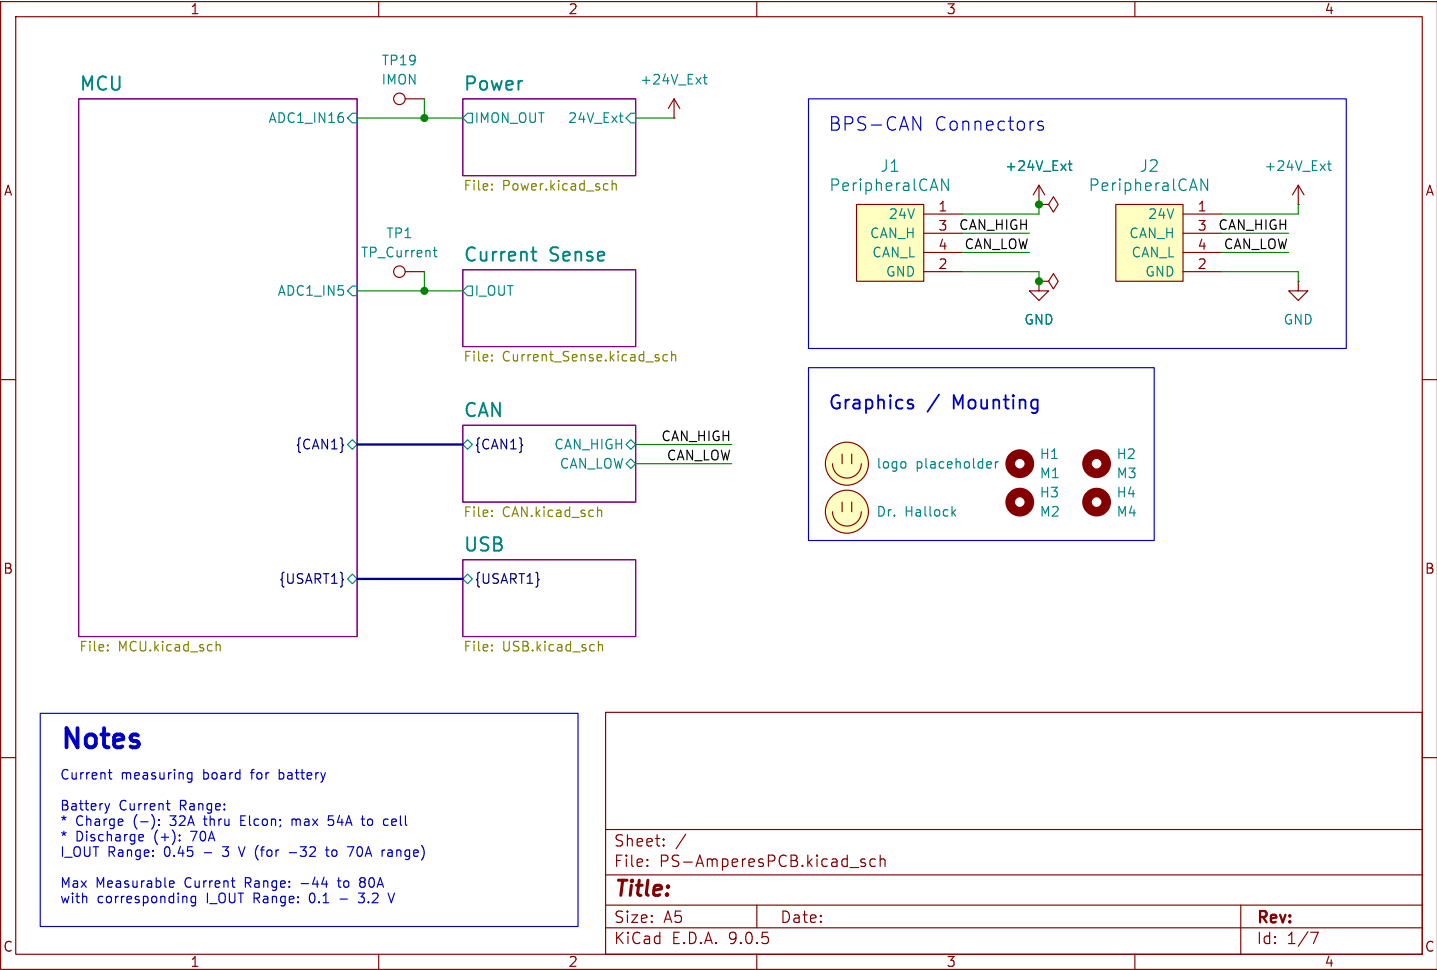 1 2 3 4
A
B
C
A
B
C
1 2 3 4
MCU
ADC1_IN16
ADC1_IN5
{CAN1}
{USART1}
File: MCU.kicad_sch
TP19
IMON
Power
IMON_OUT 24V_Ext
File: Power.kicad_sch
+24V_Ext
TP1
TP_Current
Current Sense
I_OUT
File: Current_Sense.kicad_sch
CAN
{CAN1} CAN_HIGH
CAN_LOW
CAN_HIGH
CAN_LOW
File: CAN.kicad_sch
USB
{USART1}
File: USB.kicad_sch
BPS-CAN Connectors
J1
PeripheralCAN
+24V_Ext
24V 1
CAN_H 3 CAN_HIGH
CAN_L 4 CAN_LOW
GND 2
GND
J2
PeripheralCAN
+24V_Ext
24V 1
CAN_H 3 CAN_HIGH
CAN_L 4 CAN_LOW
GND 2
GND
Graphics / Mounting
logo placeholder
Dr. Hallock
H1
M1
H2
M3
H3
M2
H4
M4
Notes
Current measuring board for battery
Battery Current Range:
* Charge (-): 32A thru Elcon; max 54A to cell
* Discharge (+): 70A
I_OUT Range: 0.45 - 3 V (for -32 to 70A range)
Max Measurable Current Range: -44 to 80A
with corresponding I_OUT Range: 0.1 - 3.2 V
Sheet: /
File: PS-AmperesPCB.kicad_sch
Title:
Size: A5 Date: Rev:
KiCad E.D.A. 9.0.5 Id: 1/7